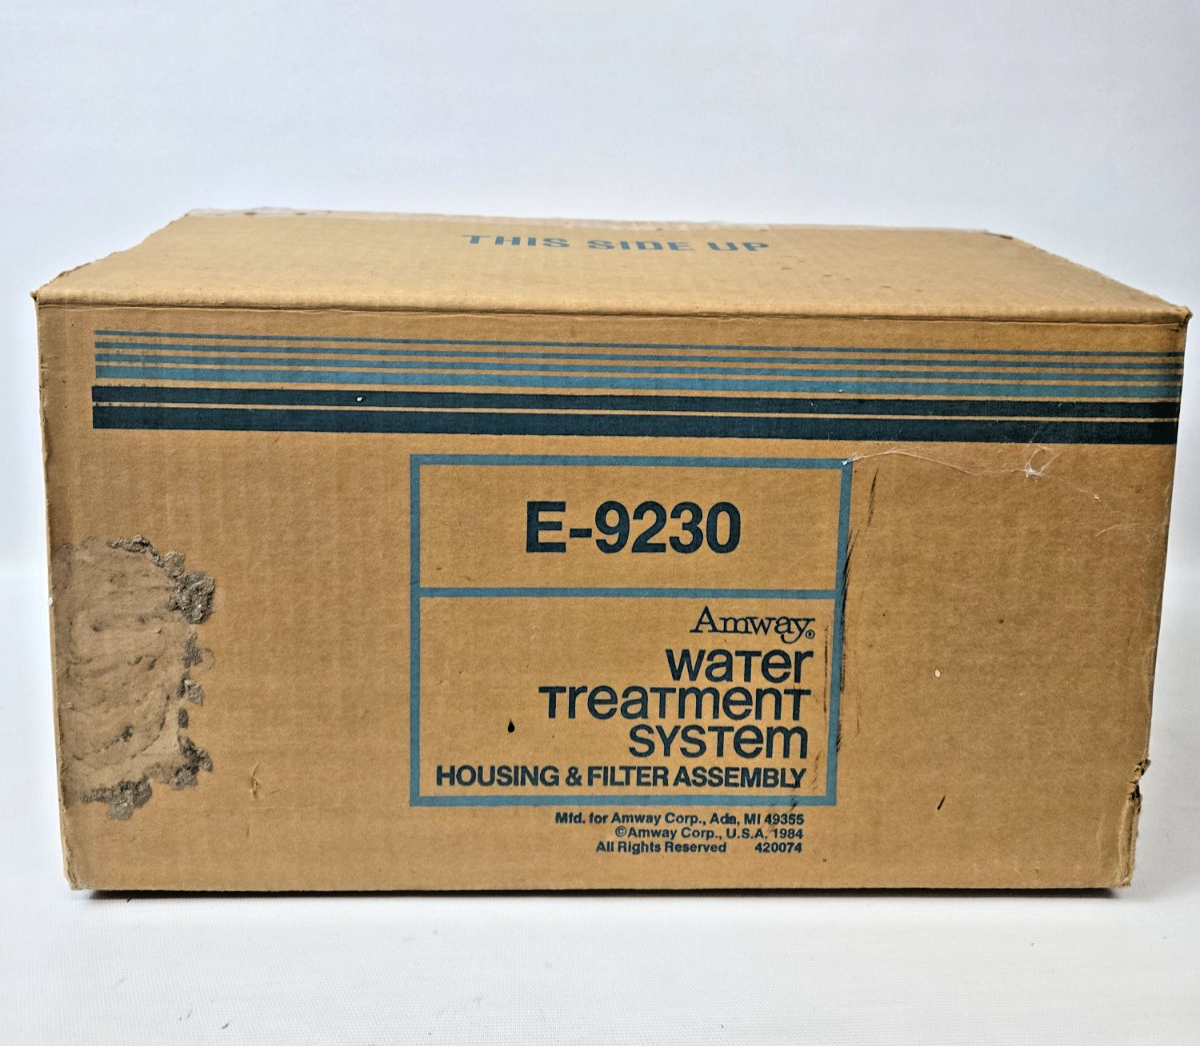 THIS SIDE UP
E-9230
Amway®
WATER
TREATMENT
SYSTEM
HOUSING & FILTER ASSEMBLY
Mfd. for Amway Corp., Ada, MI 49355
©Amway Corp., U.S.A. 1984
All Rights Reserved 420074